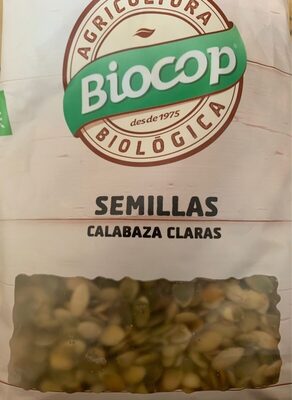 AGRICULTURA
Biocop
desde 1975
BIOLÓGICA
SEMILLAS
CALABAZA CLARAS